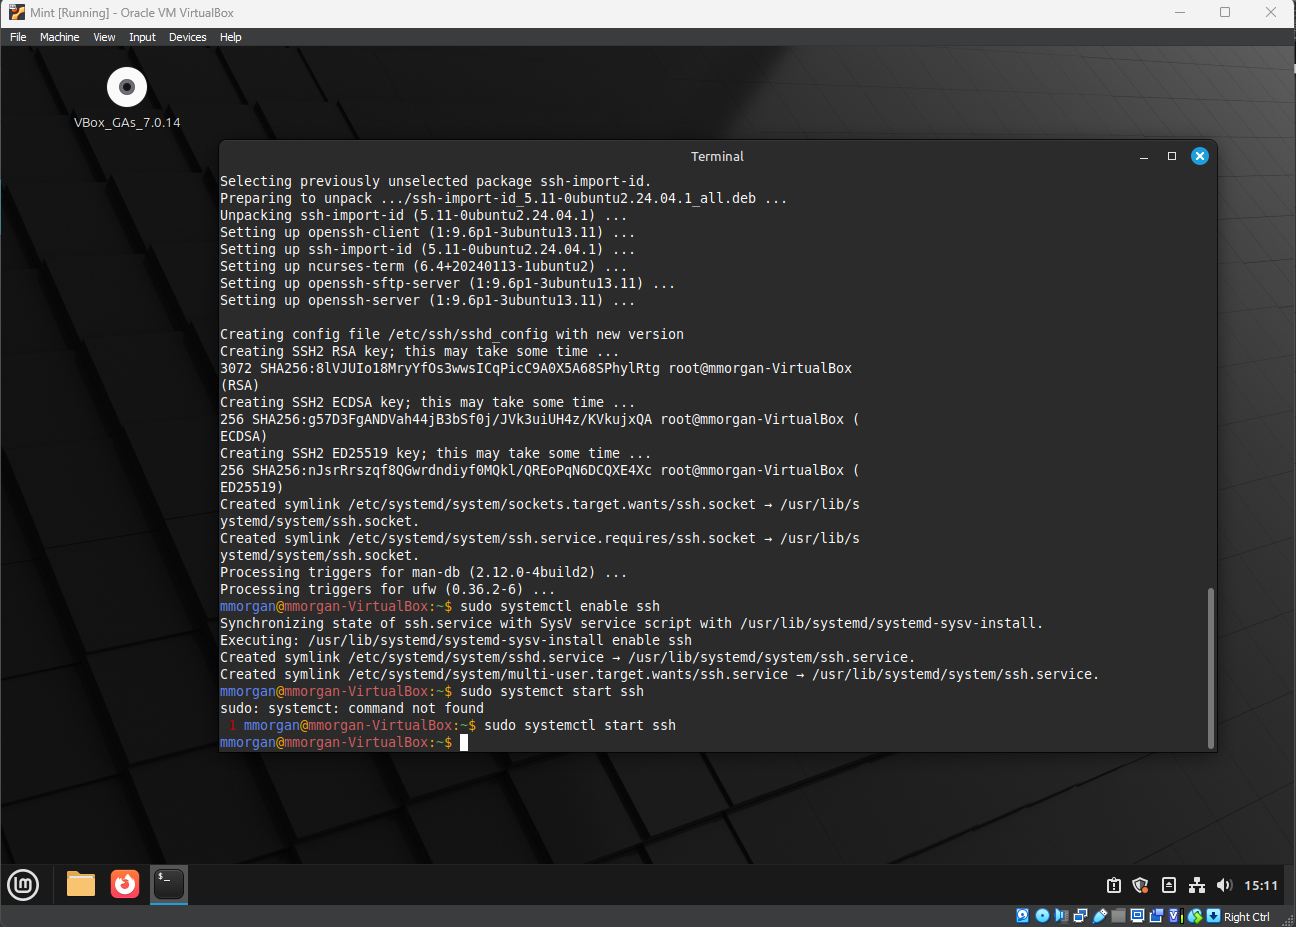 Mint [Running] - Oracle VM VirtualBox
File Machine View Input Devices Help
VBox_GAs_7.0.14
Terminal
Selecting previously unselected package ssh-import-id.
Preparing to unpack .../ssh-import-id_5.11-0ubuntu2.24.04.1_all.deb ...
Unpacking ssh-import-id (5.11-0ubuntu2.24.04.1) ...
Setting up openssh-client (1:9.6p1-3ubuntu13.11) ...
Setting up ssh-import-id (5.11-0ubuntu2.24.04.1) ...
Setting up ncurses-term (6.4+20240113-1ubuntu2) ...
Setting up openssh-sftp-server (1:9.6p1-3ubuntu13.11) ...
Setting up openssh-server (1:9.6p1-3ubuntu13.11) ...
Creating config file /etc/ssh/sshd_config with new version
Creating SSH2 RSA key; this may take some time ...
3072 SHA256:8lVJUIo18MryYfOs3wwsICqPicC9A0X5A68SPhylRtg root@mmorgan-VirtualBox
(RSA)
Creating SSH2 ECDSA key; this may take some time ...
256 SHA256:g57D3FgANDVah44jB3bSf0j/JVk3uiUH4z/KVkujxQA root@mmorgan-VirtualBox (
ECDSA)
Creating SSH2 ED25519 key; this may take some time ...
256 SHA256:nJsrRrszqf8QGwrdndiyf0MQkl/QREoPqN6DCQXE4Xc root@mmorgan-VirtualBox (
ED25519)
Created symlink /etc/systemd/system/sockets.target.wants/ssh.socket → /usr/lib/s
ystemd/system/ssh.socket.
Created symlink /etc/systemd/system/ssh.service.requires/ssh.socket → /usr/lib/s
ystemd/system/ssh.socket.
Processing triggers for man-db (2.12.0-4build2) ...
Processing triggers for ufw (0.36.2-6) ...
mmorgan@mmorgan-VirtualBox:~$ sudo systemctl enable ssh
Synchronizing state of ssh.service with SysV service script with /usr/lib/systemd/systemd-sysv-install.
Executing: /usr/lib/systemd/systemd-sysv-install enable ssh
Created symlink /etc/systemd/system/sshd.service → /usr/lib/systemd/system/ssh.service.
Created symlink /etc/systemd/system/multi-user.target.wants/ssh.service → /usr/lib/systemd/system/ssh.service.
mmorgan@mmorgan-VirtualBox:~$ sudo systemct start ssh
sudo: systemct: command not found
1 mmorgan@mmorgan-VirtualBox:~$ sudo systemctl start ssh
mmorgan@mmorgan-VirtualBox:~$
15:11
Right Ctrl